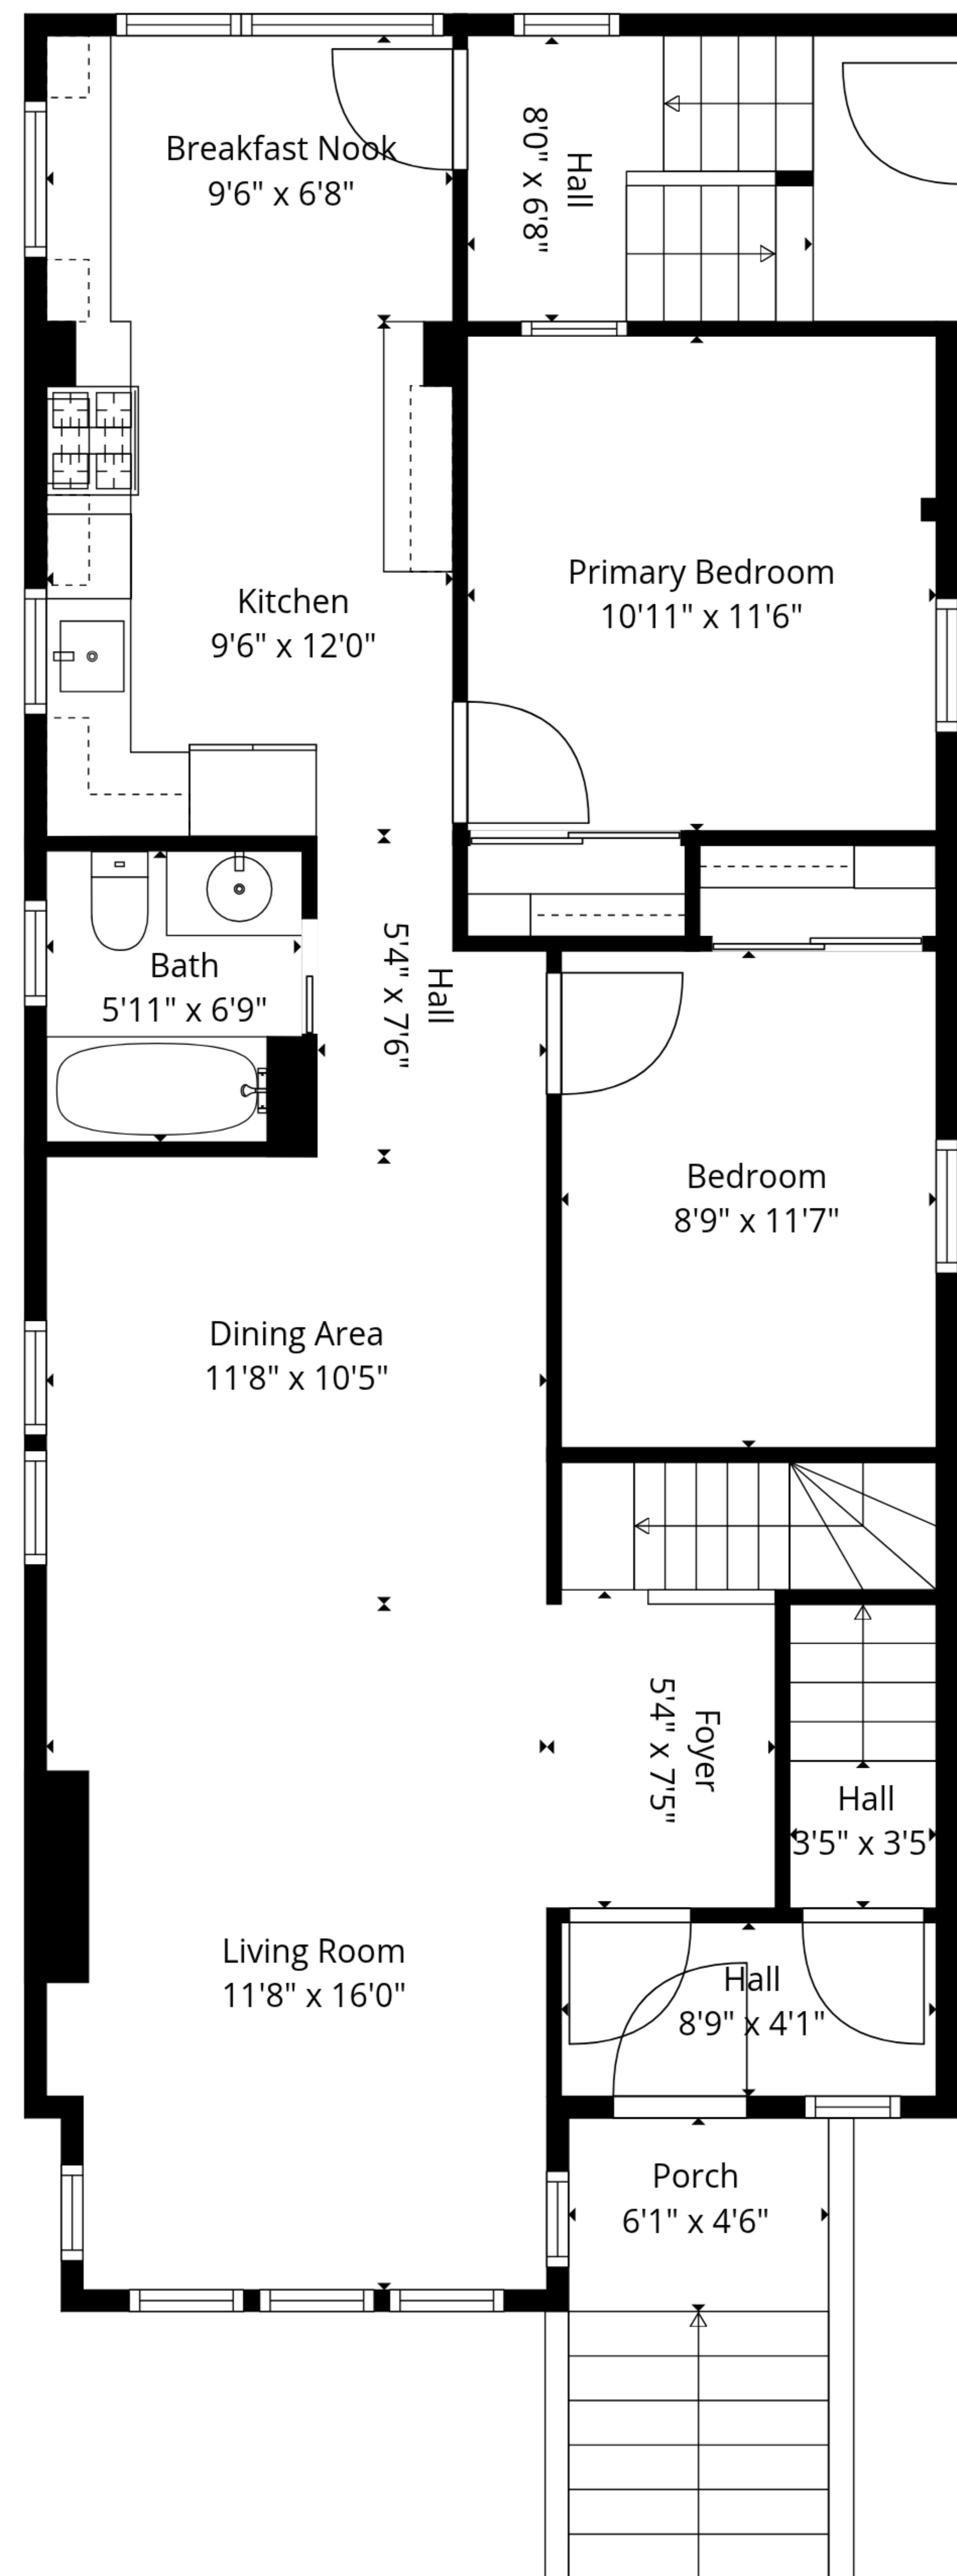 Breakfast Nook
9'6" x 6'8"
Hall
8'0" x 6'8"
Primary Bedroom
10'11" x 11'6"
Kitchen
9'6" x 12'0"
Hall
5'4" x 7'6"
Bath
5'11" x 6'9"
Bedroom
8'9" x 11'7"
Dining Area
11'8" x 10'5"
Foyer
5'4" x 7'5"
Hall
3'5" x 3'5
Living Room
11'8" x 16'0"
Hall
8'9" x 4'1"
Porch
6'1" x 4'6"